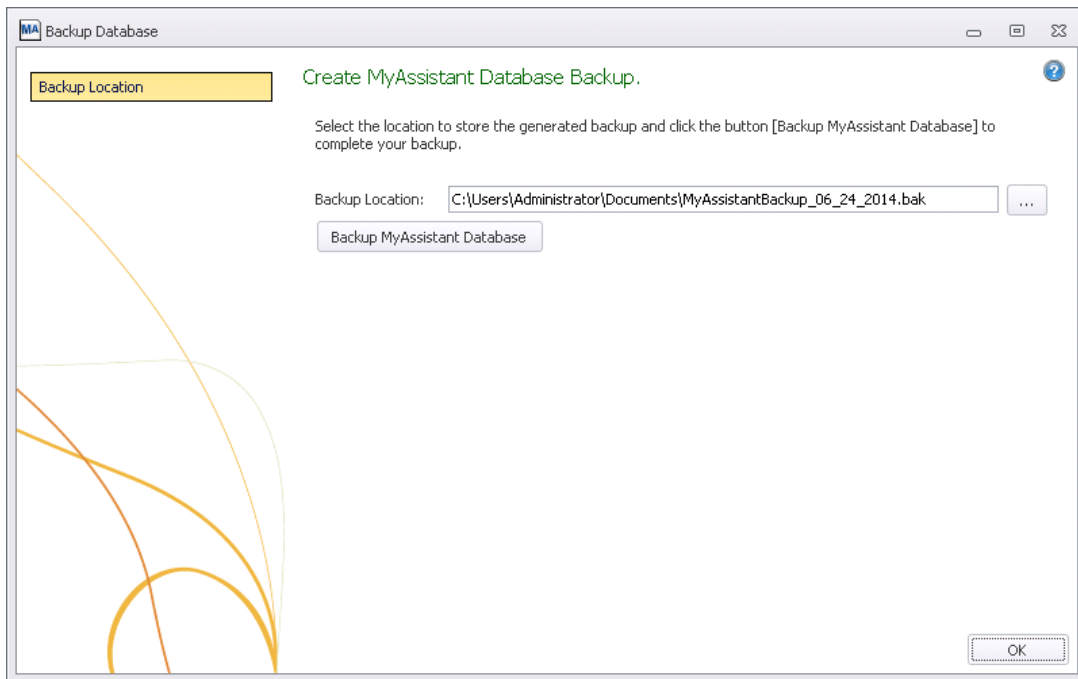 MA Backup Database
Backup Location
Create MyAssistant Database Backup.
?
Select the location to store the generated backup and click the button [Backup MyAssistant Database] to
complete your backup.
Backup Location: C:\Users\Administrator\Documents\MyAssistantBackup_06_24_2014.bak ...
Backup MyAssistant Database
OK